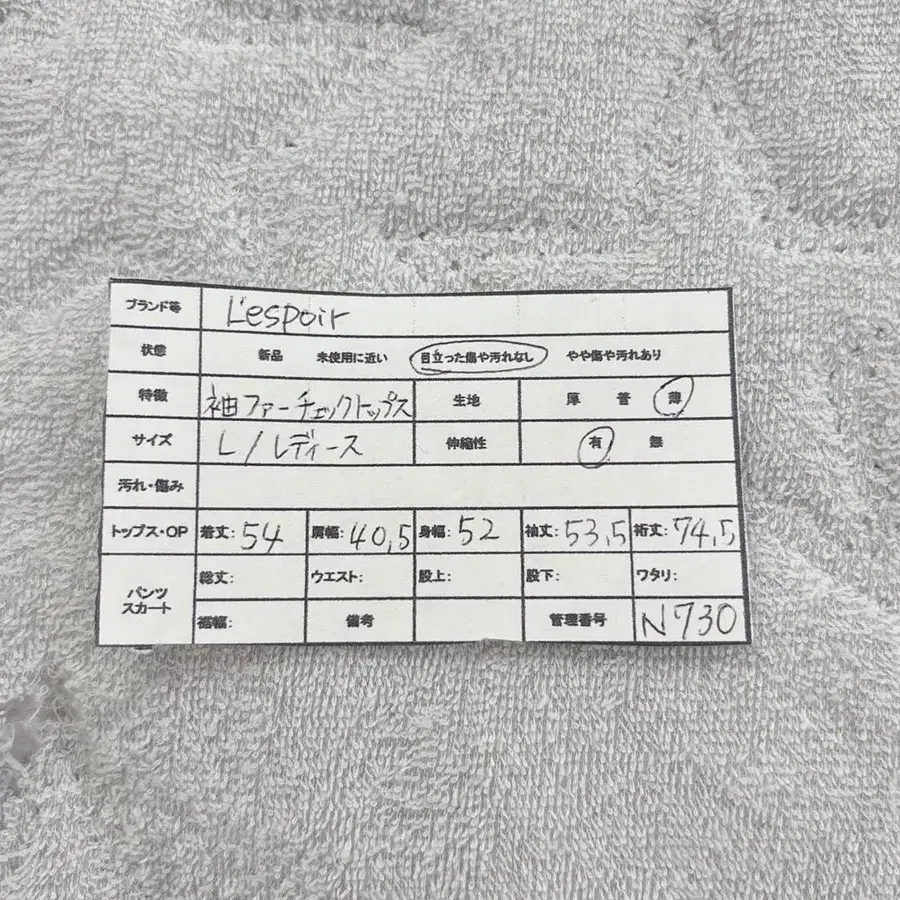 ブランド等 L'espoir
状態 新品 未使用に近い 目立った傷や汚れなし やや傷や汚れあり
特徴 袖ファーチェックトップス 生地 厚 普 薄
サイズ L/レディース 伸縮性 有 無
汚れ・傷み
トップス・OP 着丈: 54 肩幅: 40,5 身幅: 52 袖丈: 53,5 裄丈: 74,5
パンツ スカート 総丈: ウエスト: 股上: 股下: ワタリ:
裾幅: 備考 管理番号 N730